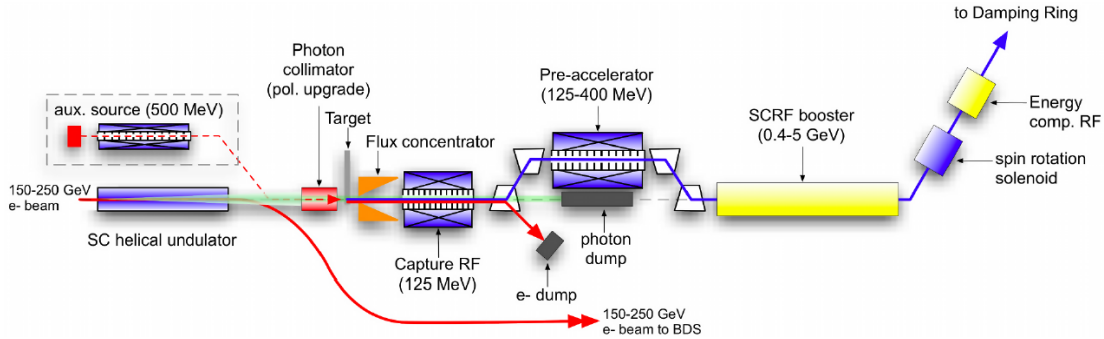 to Damping Ring
Photon
collimator
(pol. upgrade)
Pre-accelerator
(125-400 MeV)
aux. source (500 MeV)
Target
Flux concentrator
SCRF booster
(0.4-5 GeV)
Energy
comp. RF
spin rotation
solenoid
150-250 GeV
e- beam
SC helical undulator
Capture RF
(125 MeV)
photon
dump
e- dump
150-250 GeV
e- beam to BDS